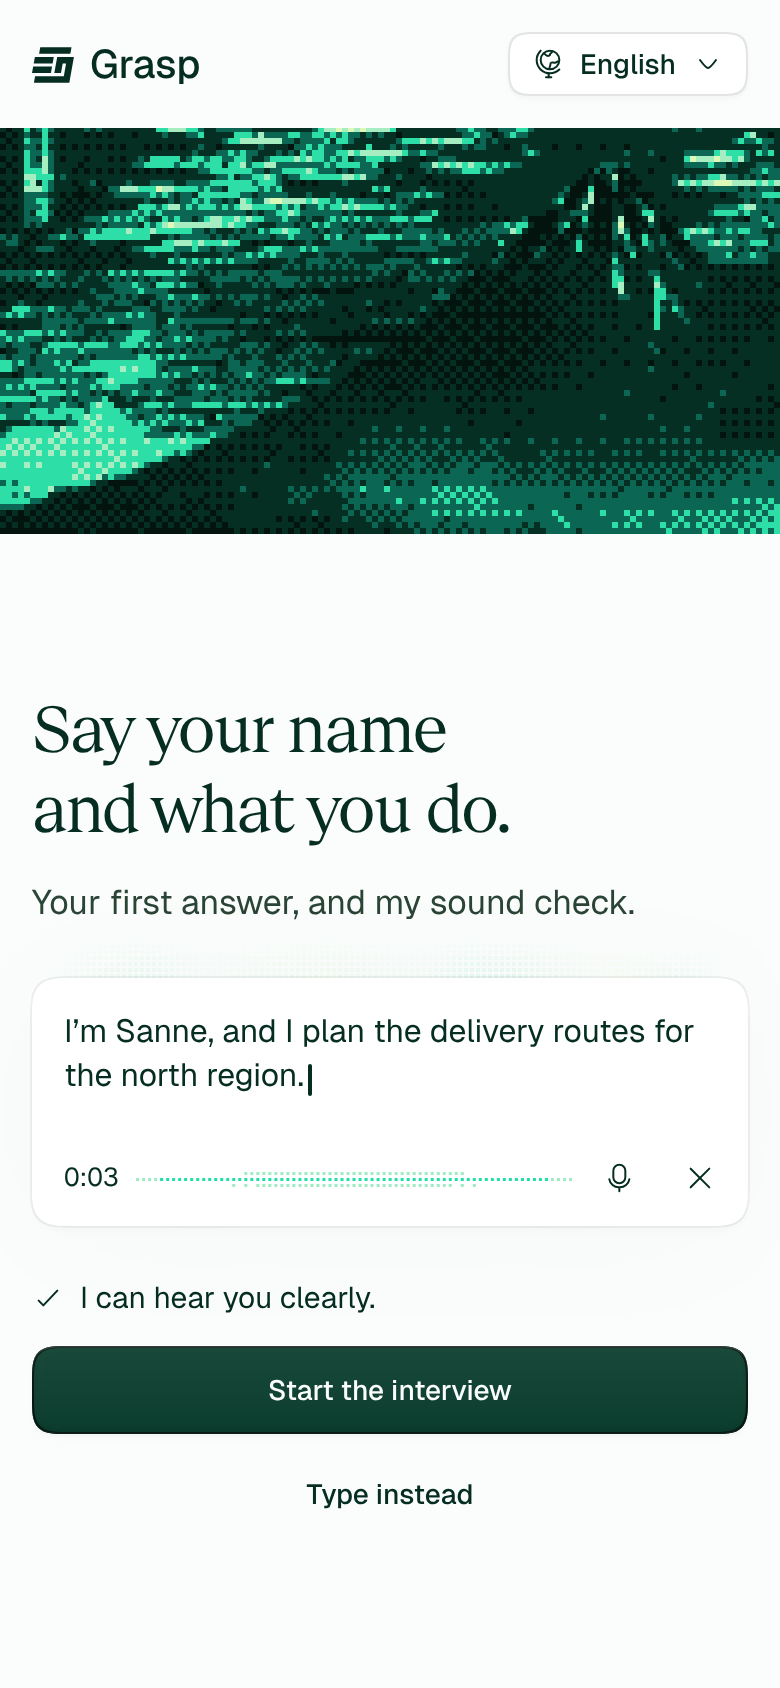 Grasp
English
Say your name
and what you do.
Your first answer, and my sound check.
I’m Sanne, and I plan the delivery routes for
the north region.
0:03
I can hear you clearly.
Start the interview
Type instead